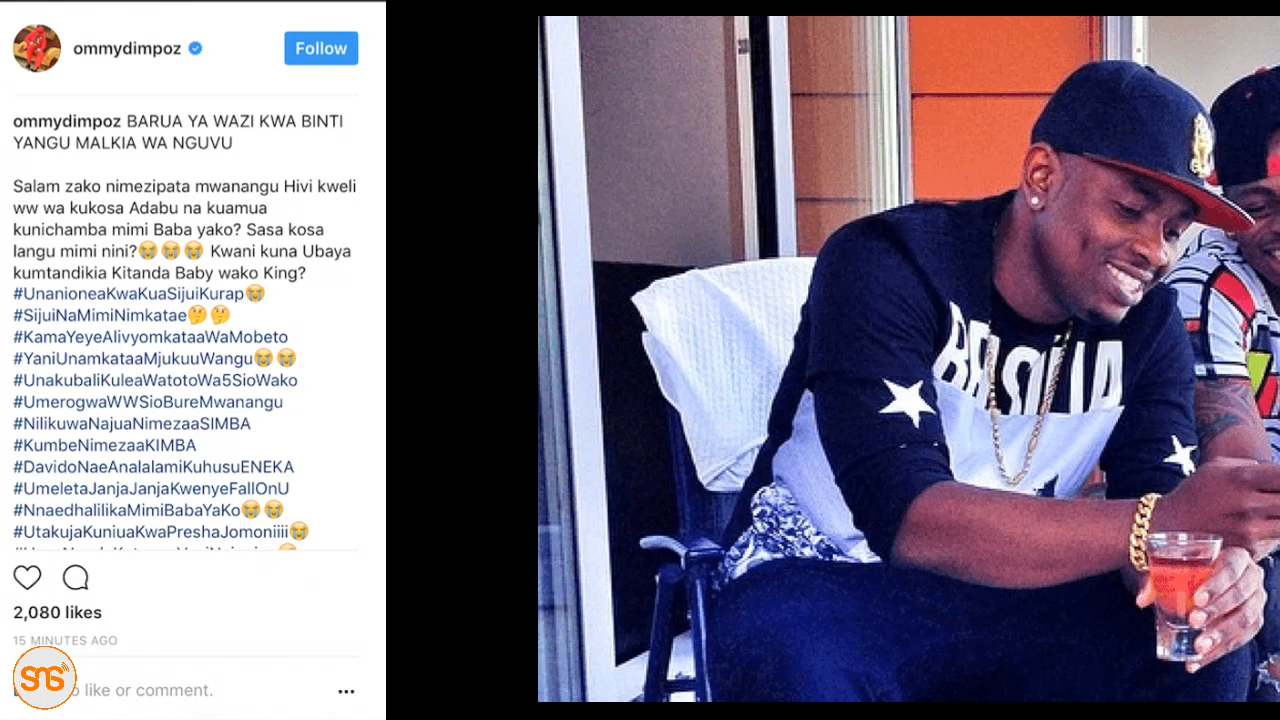 ommydimpoz
Follow
ommydimpoz BARUA YA WAZI KWA BINTI
YANGU MALKIA WA NGUVU
Salam zako nimezipata mwanangu Hivi kweli
ww wa kukosa Adabu na kuamua
kunichamba mimi Baba yako? Sasa kosa
langu mimi nini?😭😭😭 Kwani kuna Ubaya
kumtandikia Kitanda Baby wako King?
#UnanioneaKwaKuaSijuiKurap😭
#SijuiNaMimiNimkatae🤔🤔
#KamaYeyeAlivyomkataaWaMobeto
#YaniUnamkataaMjukuuWangu😭😭
#UnakubaliKuleaWatotoWa5SioWako
#UmerogwaWWSioBureMwanangu
#NilikuwaNajuaNimezaaSIMBA
#KumbeNimezaaKIMBA
#DavidoNaeAnalalamiKuhusuENEKA
#UmeletaJanjaJanjaKwenyeFallOnU
#NnaedhalilikaMimiBabaYaKo😭😭
#UtakujaKuniuaKwaPreshaJomoniiii😭
2,080 likes
15 MINUTES AGO
SNS
like or comment.